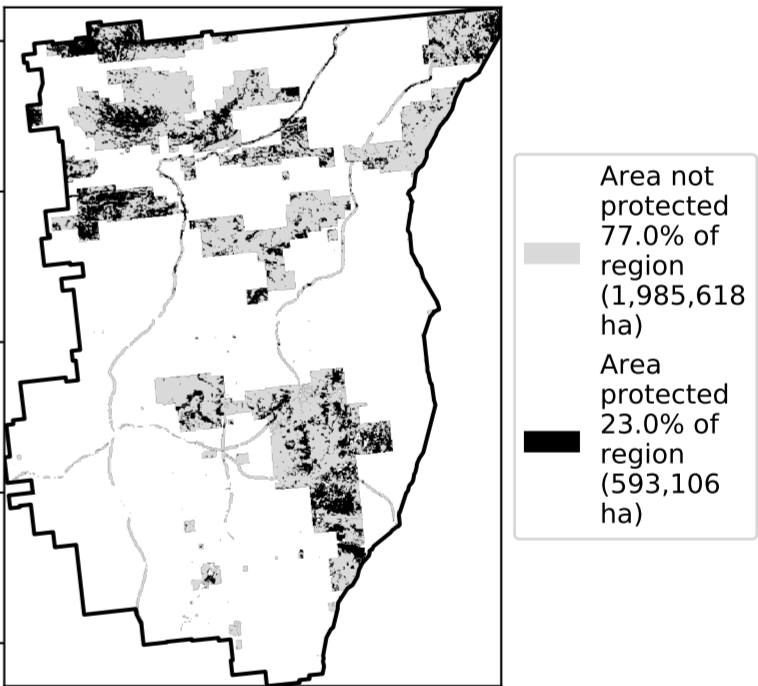 Area not
protected
77.0% of
region
(1,985,618
ha)
Area
protected
23.0% of
region
(593,106
ha)